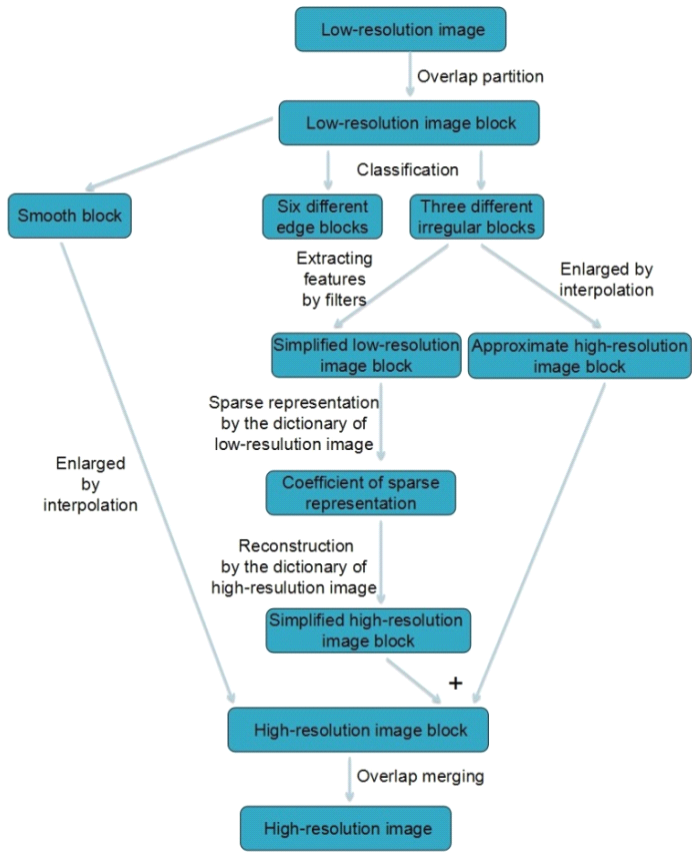 Low-resolution image
Overlap partition
Low-resolution image block
Classification
Smooth block
Six different
edge blocks
Three different
irregular blocks
Extracting
features
by filters
Enlarged by
interpolation
Simplified low-resolution
image block
Approximate high-resolution
image block
Sparse representation
by the dictionary of
low-resulution image
Enlarged
by
interpolation
Coefficient of sparse
representation
Reconstruction
by the dictionary of
high-resulution image
Simplified high-resolution
image block
+
High-resolution image block
Overlap merging
High-resolution image